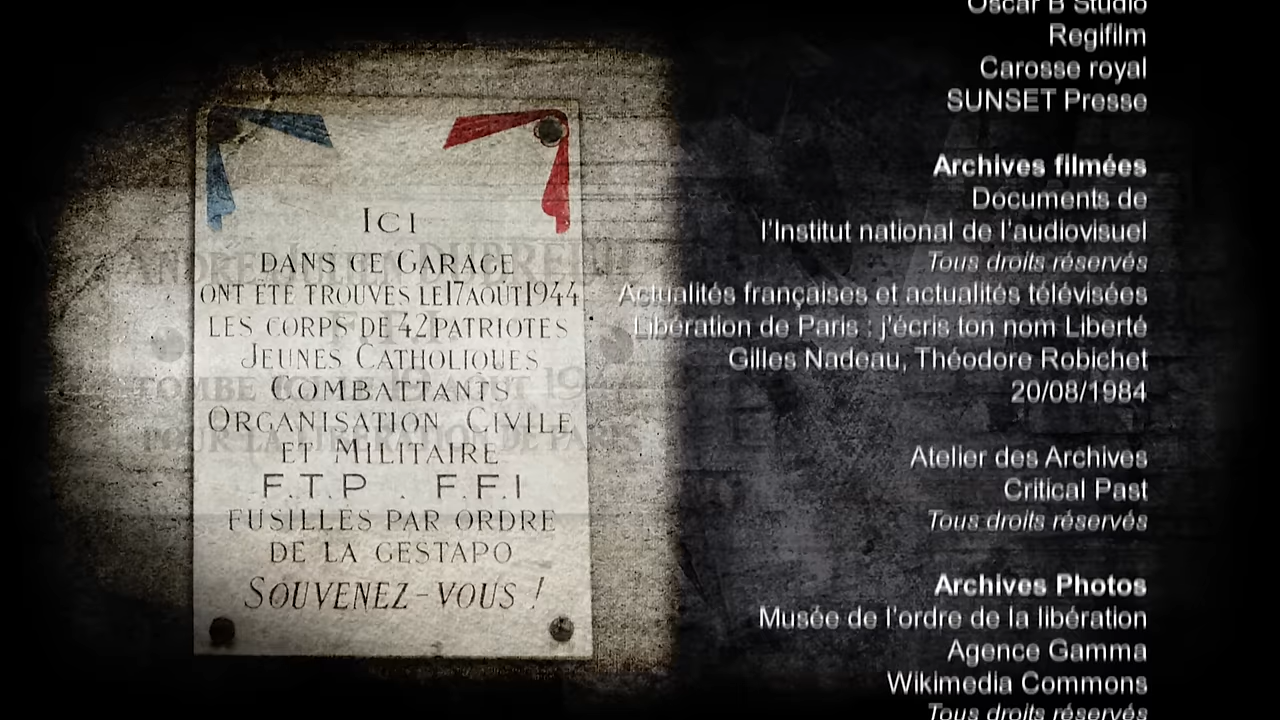 ICI
DANS CE GARAGE
ONT ÉTÉ TROUVES LE 17 AOÛT 1944
LES CORPS DE 42 PATRIOTES
JEUNES CATHOLIQUES
COMBATTANTS
ORGANISATION CIVILE
ET MILITAIRE
F.T.P. F.F.I
FUSILLÉS PAR ORDRE
DE LA GESTAPO
SOUVENEZ-VOUS !
Oscar B Studio
Regifilm
Carosse royal
SUNSET Presse
Archives filmées
Documents de
l'Institut national de l'audiovisuel
Tous droits réservés
Actualités françaises et actualités télévisées
Libération de Paris : j'écris ton nom Liberté
Gilles Nadeau, Théodore Robichet
20/08/1984
Atelier des Archives
Critical Past
Tous droits réservés
Archives Photos
Musée de l'ordre de la libération
Agence Gamma
Wikimedia Commons
Tous droits réservés